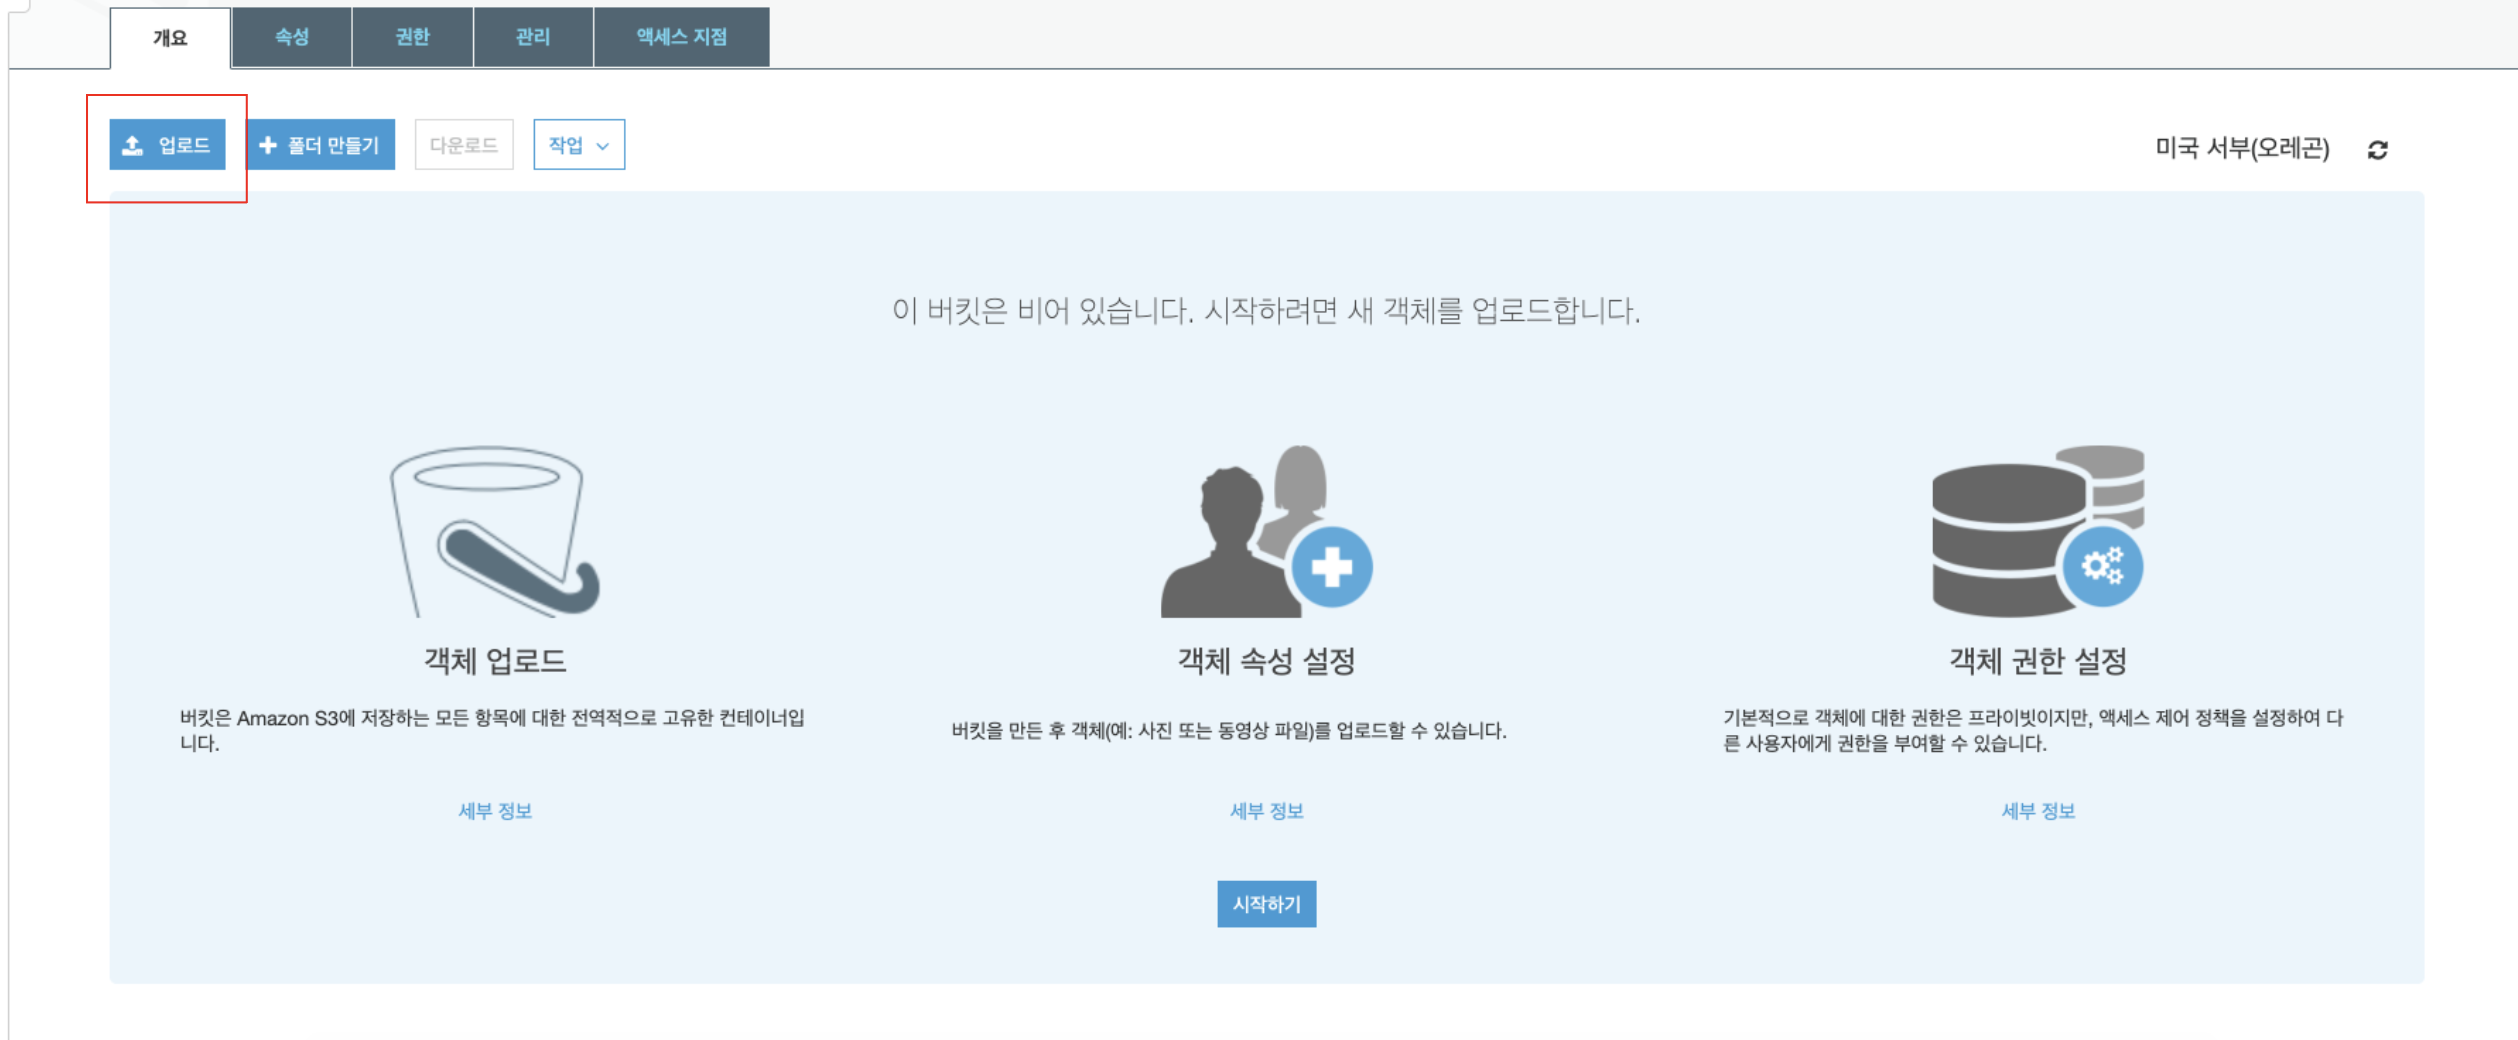 개요 속성 권한 관리 액세스 지점
업로드 폴더 만들기 다운로드 작업 미국 서부(오레곤)
이 버킷은 비어 있습니다. 시작하려면 새 객체를 업로드합니다.
객체 업로드
버킷은 Amazon S3에 저장하는 모든 항목에 대한 전역적으로 고유한 컨테이너입
니다.
세부 정보
객체 속성 설정
버킷을 만든 후 객체(예: 사진 또는 동영상 파일)를 업로드할 수 있습니다.
세부 정보
객체 권한 설정
기본적으로 객체에 대한 권한은 프라이빗이지만, 액세스 제어 정책을 설정하여 다
른 사용자에게 권한을 부여할 수 있습니다.
세부 정보
시작하기